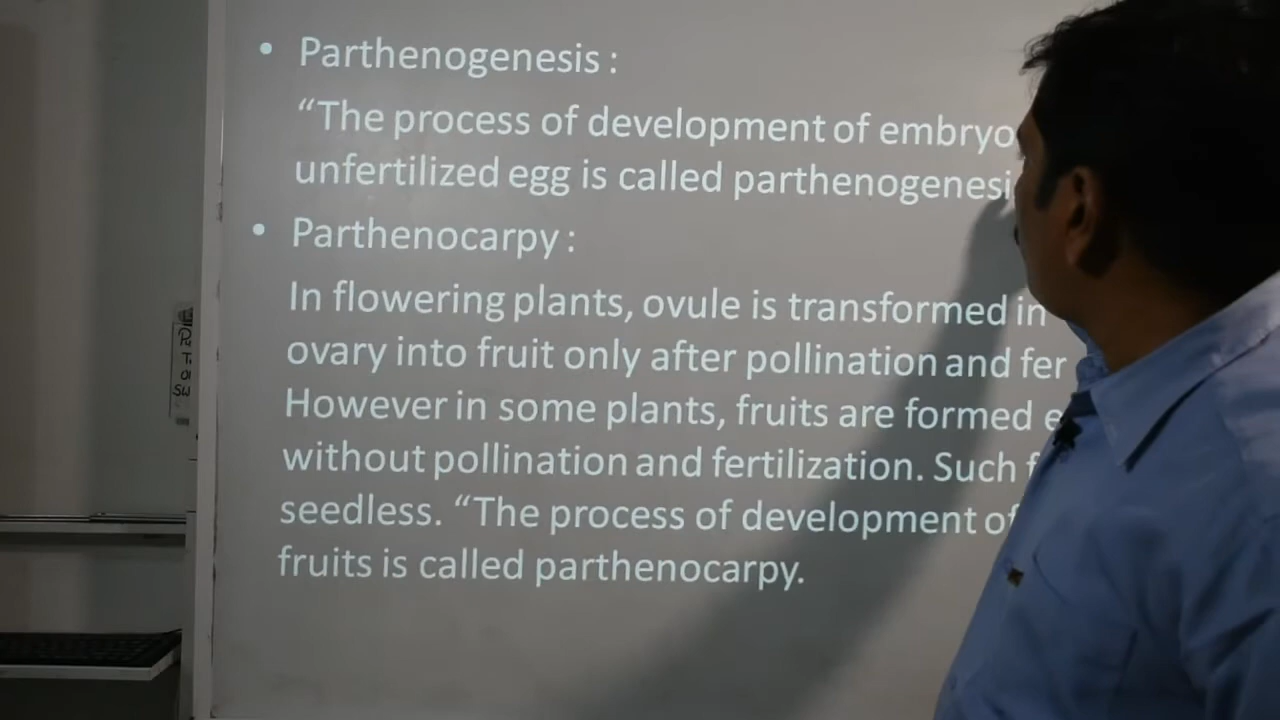 • Parthenogenesis :
“The process of development of embryo
unfertilized egg is called
• Parthenocarpy :
In flowering plants, ovule is transformed in
ovary into fruit only after pollination and
However in some plants, fruits are formed
without pollination and fertilization. Such
seedless. “The process of development of
fruits is called parthenocarpy.